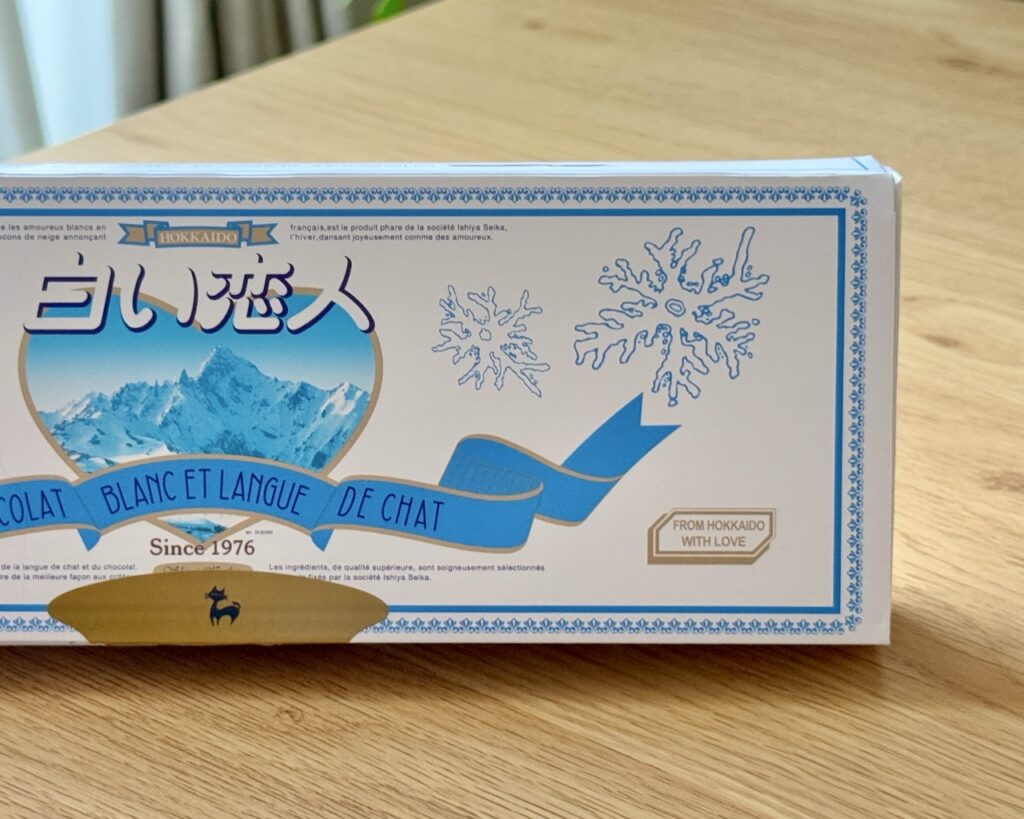 e les amoureux blancs en
ocons de neige annonçant
HOKKAIDO
français,est le produit phare de la société Ishiya Seika,
l'hiver,dansant joyeusement comme des amoureux.
白い恋人
COLAT BLANC ET LANGUE DE CHAT
Since 1976
de la langue de chat et du chocolat.
ire de la meilleure façon aux critères
Les ingrédients, de qualité supérieure, sont soigneusement sélectionnés
fixés par la société Ishiya Seika.
FROM HOKKAIDO
WITH LOVE